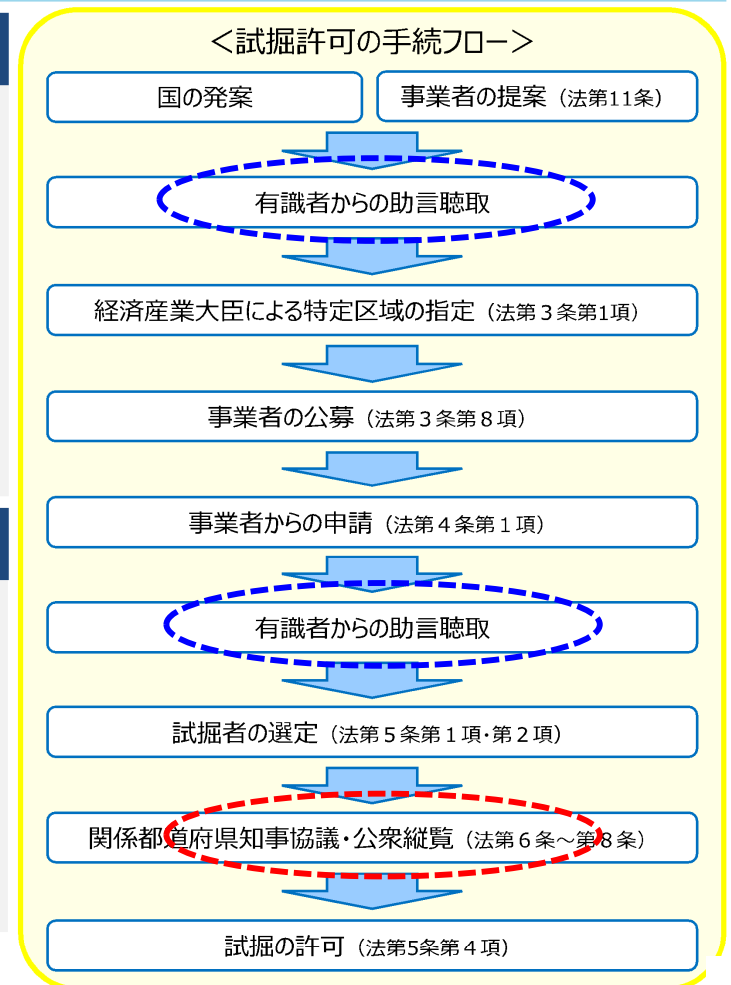 ＜試掘許可の手続フロー＞
国の発案
事業者の提案（法第11条）
有識者からの助言聴取
経済産業大臣による特定区域の指定（法第３条第1項）
事業者の公募（法第３条第８項）
事業者からの申請（法第４条第１項）
有識者からの助言聴取
試掘者の選定（法第５条第１項・第２項）
関係都道府県知事協議・公衆縦覧（法第６条～第８条）
試掘の許可（法第5条第４項）